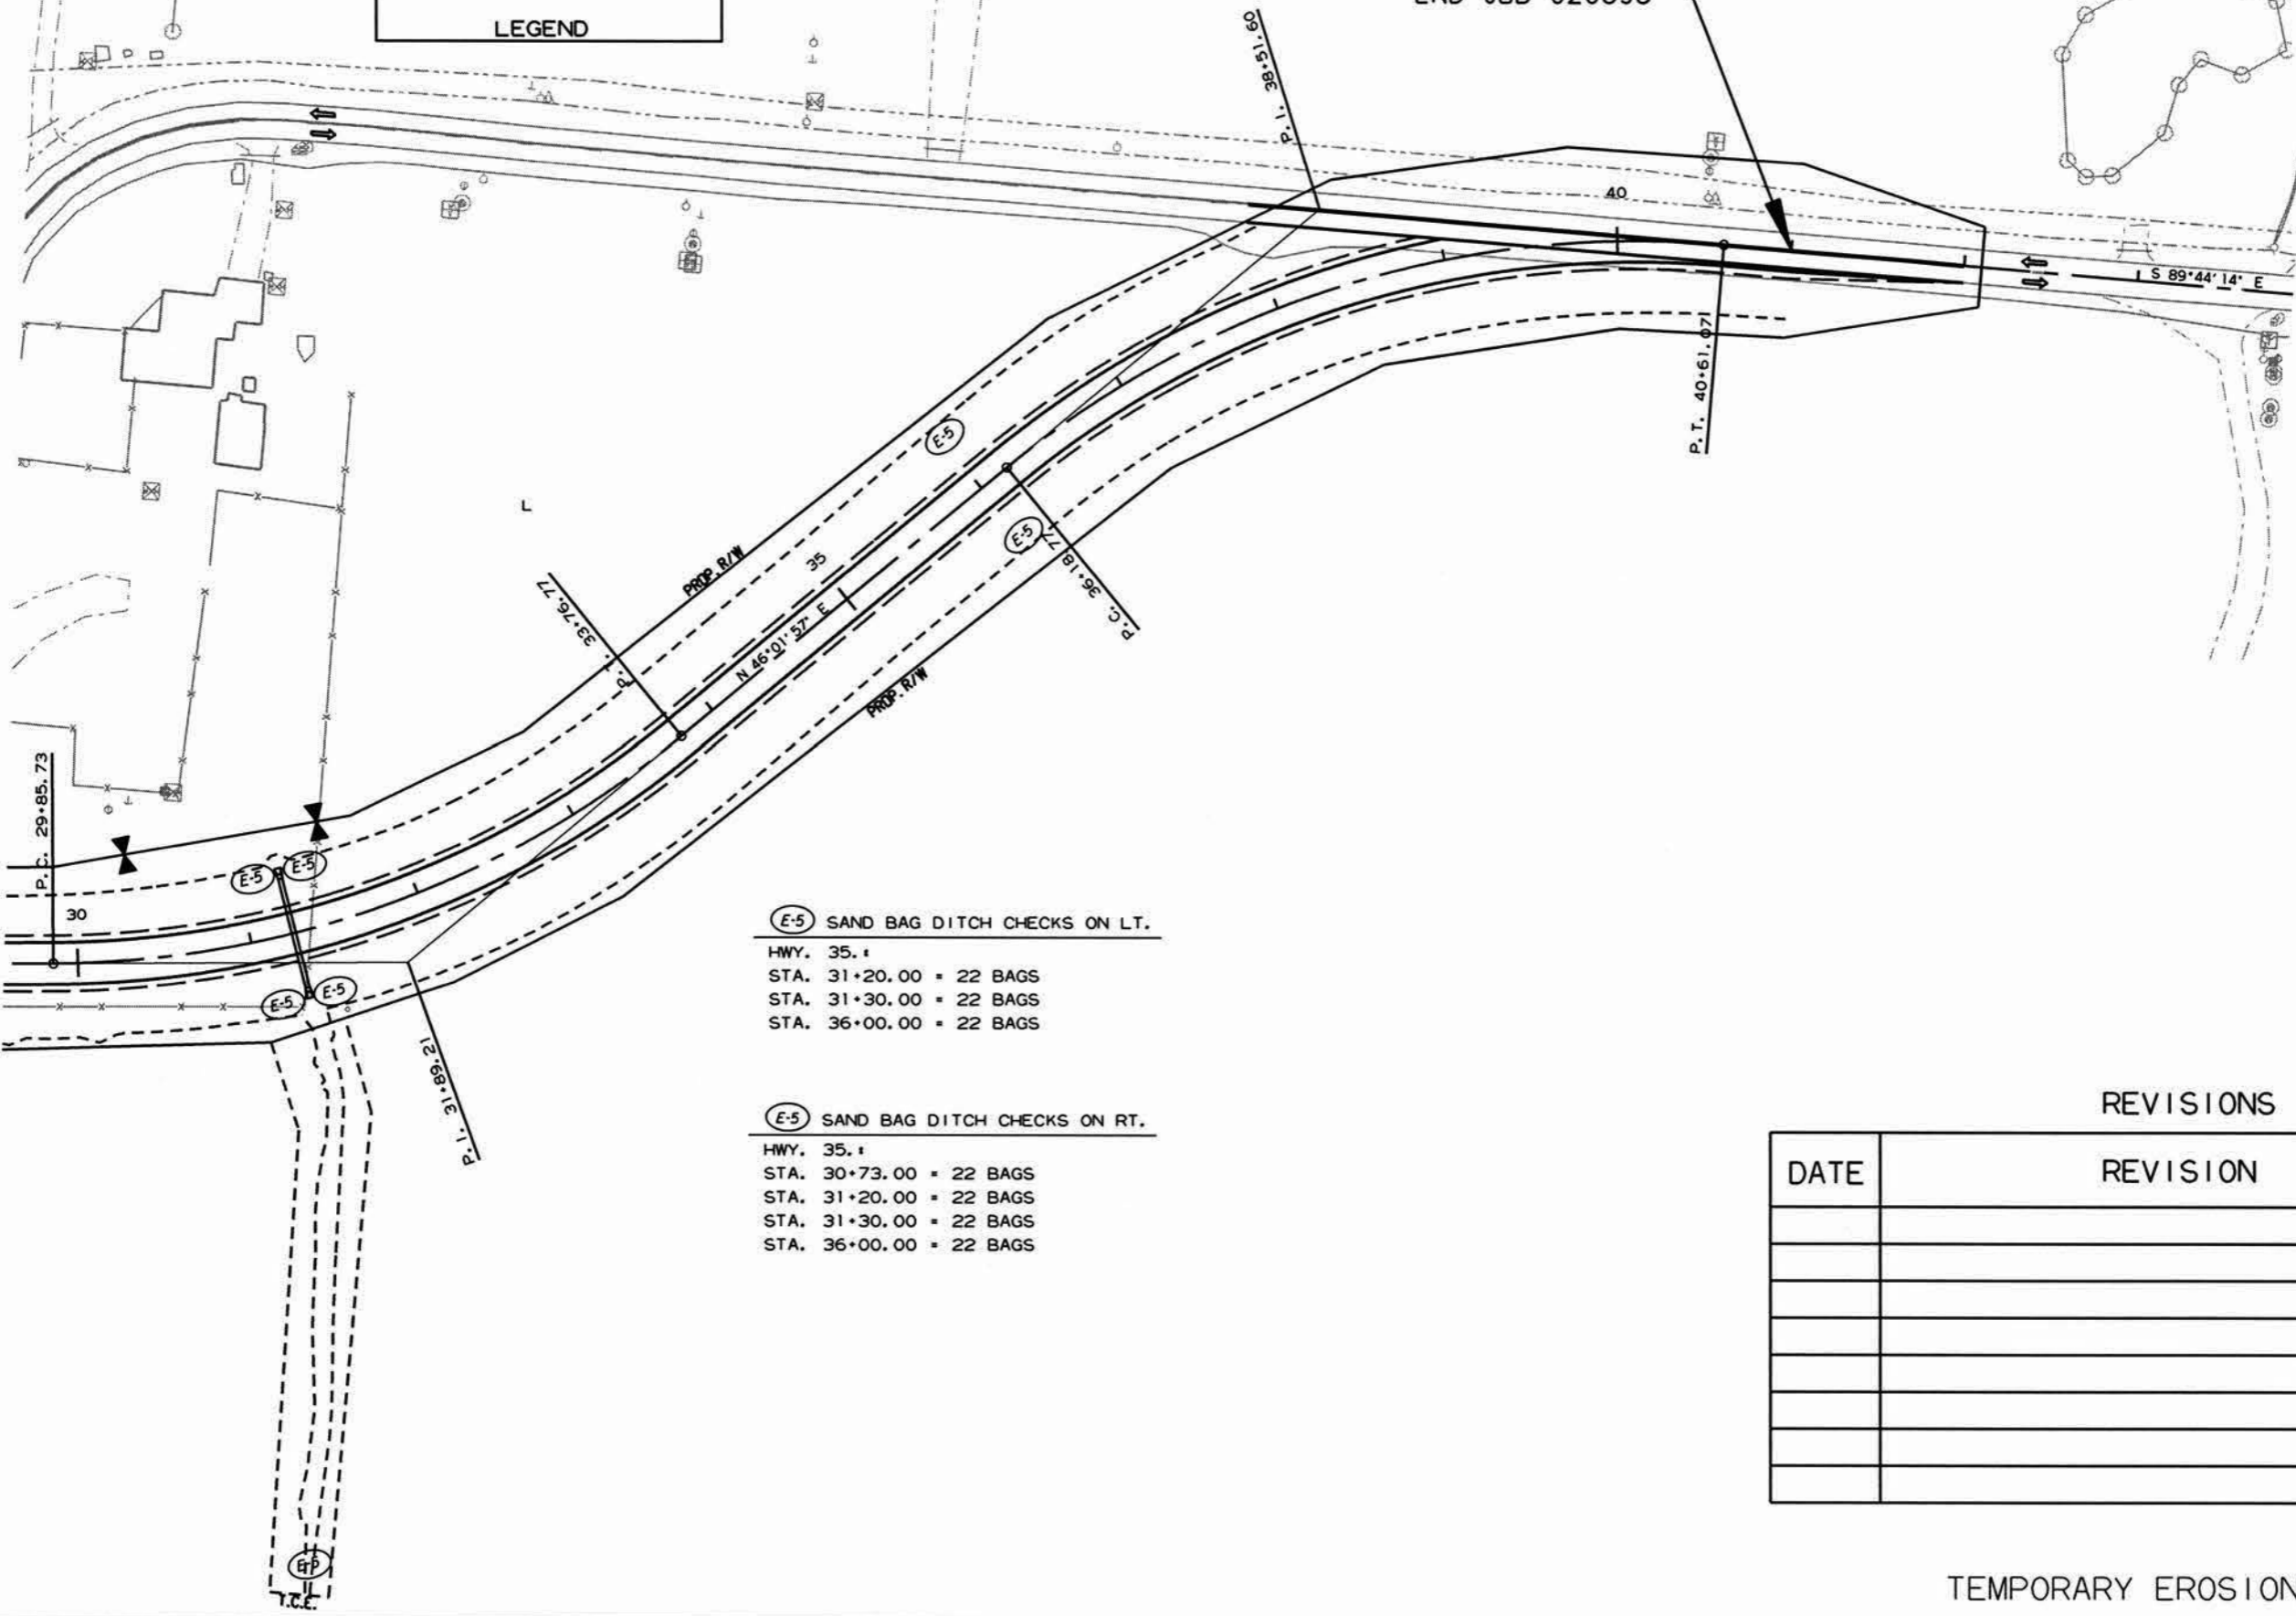 LEGEND
P. I. 38+51.60
40
S 89°44'14" E
P.T. 40+61.07
E-5
E-5
P. C. 36+18.77
35
PROP. R/W
N 46°01'57" E
33+76.77
L
PROP. R/W
P. C. 29+85.73
E-5
E-5
30
E-5
E-5
P. I. 31+89.21
E-5 SAND BAG DITCH CHECKS ON LT.
HWY. 35.:
STA. 31+20.00 = 22 BAGS
STA. 31+30.00 = 22 BAGS
STA. 36+00.00 = 22 BAGS
E-5 SAND BAG DITCH CHECKS ON RT.
HWY. 35.:
STA. 30+73.00 = 22 BAGS
STA. 31+20.00 = 22 BAGS
STA. 31+30.00 = 22 BAGS
STA. 36+00.00 = 22 BAGS
T.C.E.
REVISIONS
DATE
REVISION
TEMPORARY EROSION